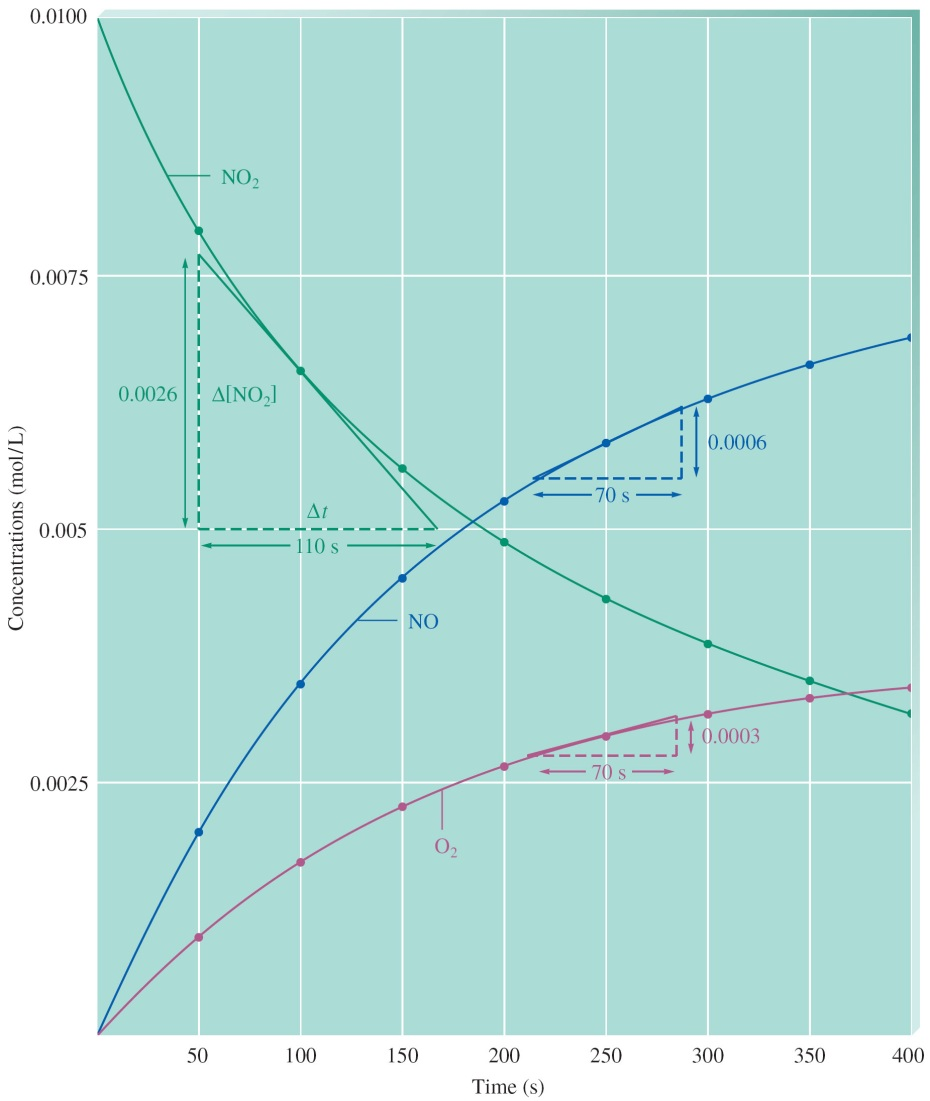 0.0100
NO₂
0.0075
0.0026
Δ[NO₂]
0.0006
70 s
Δt
0.005
110 s
Concentrations (mol/L)
NO
0.0003
70 s
0.0025
O₂
50 100 150 200 250 300 350 400
Time (s)